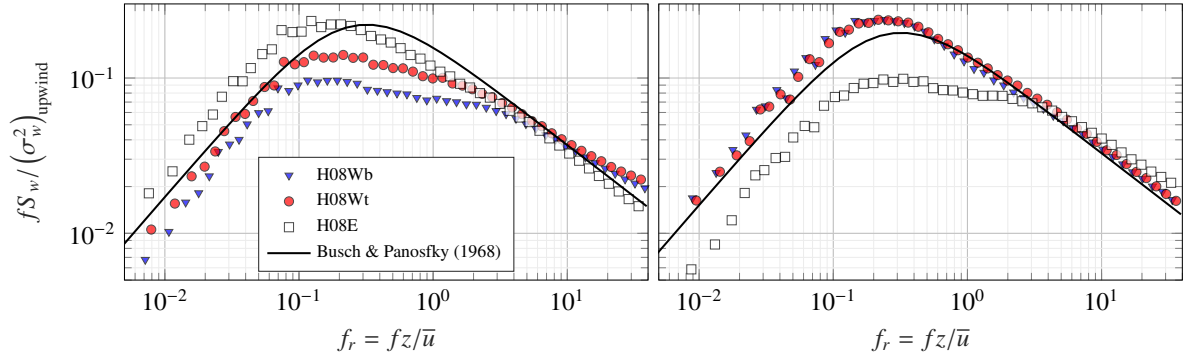 fS_w/(σ_w^2)_upwind
10^−1
10^−2
10^−2 10^−1 10^0 10^1
f_r = fz/u̅
H08Wb
H08Wt
H08E
Busch & Panosfky (1968)
10^−2 10^−1 10^0 10^1
f_r = fz/u̅